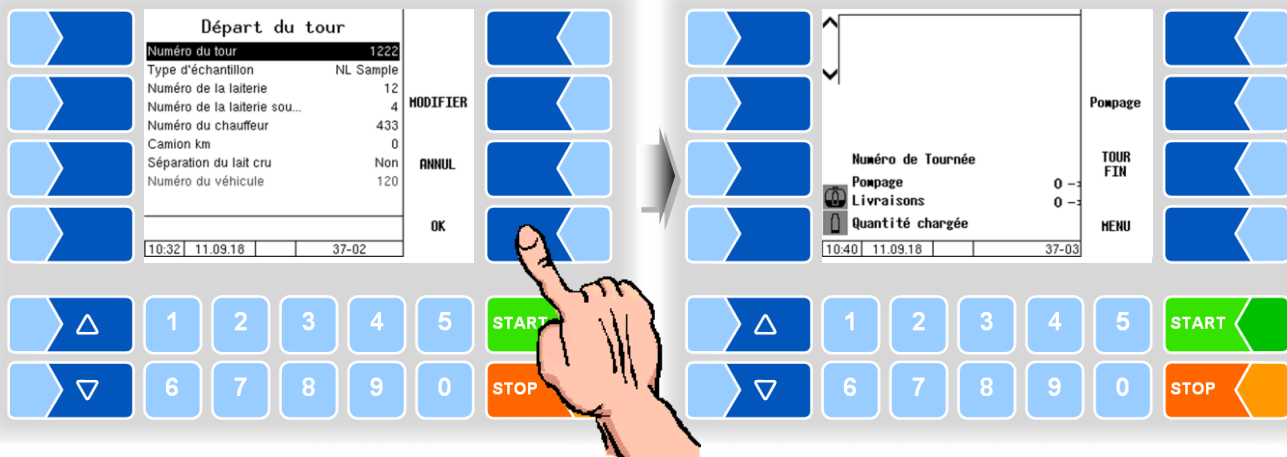 Départ du tour
Numéro du tour 1222
Type d'échantillon NL Sample
Numéro de la laiterie 12
Numéro de la laiterie sou... 4
Numéro du chauffeur 433
Camion km 0
Séparation du lait cru Non
Numéro du véhicule 120
10:32 11.09.18 37-02
MODIFIER
ANNUL
OK
1 2 3 4 5 START
6 7 8 9 0 STOP
Numéro de Tournée
Pompage 0 -
Livraisons 0 -
Quantité chargée
10:40 11.09.18 37-03
Pompage
TOUR
FIN
MENU
1 2 3 4 5 START
6 7 8 9 0 STOP